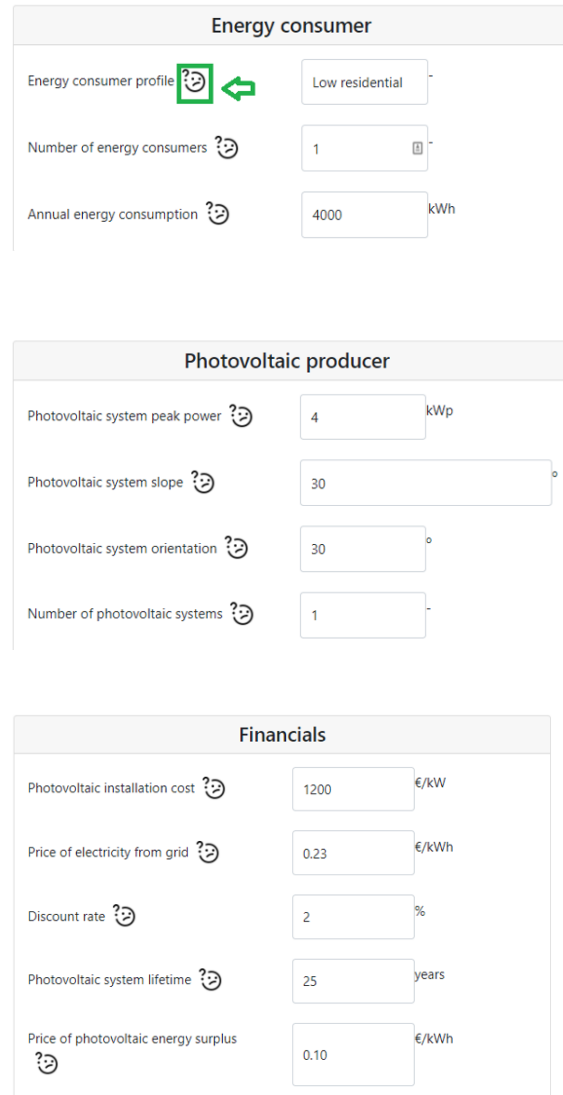 Energy consumer
Energy consumer profile
Low residential
-
Number of energy consumers
1
-
Annual energy consumption
4000
kWh
Photovoltaic producer
Photovoltaic system peak power
4
kWp
Photovoltaic system slope
30
°
Photovoltaic system orientation
30
°
Number of photovoltaic systems
1
-
Financials
Photovoltaic installation cost
1200
€/kW
Price of electricity from grid
0.23
€/kWh
Discount rate
2
%
Photovoltaic system lifetime
25
years
Price of photovoltaic energy surplus
0.10
€/kWh